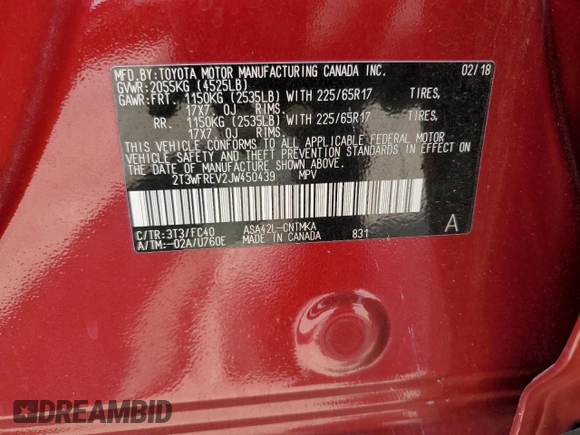 MFD.BY:TOYOTA MOTOR MANUFACTURING CANADA INC. 02/18
GVWR:2055KG (4525LB)
GAWR:FRT. 1150KG (2535LB) WITH 225/65R17 TIRES,
17X7.0J RIMS.
RR. 1150KG (2535LB) WITH 225/65R17 TIRES,
17X7.0J RIMS.
THIS VEHICLE CONFORMS TO ALL APPLICABLE FEDERAL MOTOR
VEHICLE SAFETY, BUMPER, AND THEFT PREVENTION STANDARDS IN EFFECT ON
THE DATE OF MANUFACTURE SHOWN ABOVE.
2T3WFREV2JW450439 MPV
C/TR:3T3/FC40 ASA42L-CNTMKA A
A/TM:-02A/U760E MADE IN CANADA 831
DREAMBID